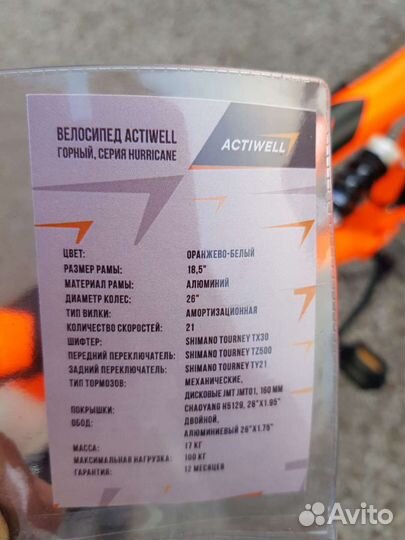 ВЕЛОСИПЕД ACTIWELL
ГОРНЫЙ, СЕРИЯ HURRICANE
ACTIWELL
ЦВЕТ: ОРАНЖЕВО-БЕЛЫЙ
РАЗМЕР РАМЫ: 18,5"
МАТЕРИАЛ РАМЫ: АЛЮМИНИЙ
ДИАМЕТР КОЛЕС: 26"
ТИП ВИЛКИ: АМОРТИЗАЦИОННАЯ
КОЛИЧЕСТВО СКОРОСТЕЙ: 21
ШИФТЕР: SHIMANO TOURNEY TX30
ПЕРЕДНИЙ ПЕРЕКЛЮЧАТЕЛЬ: SHIMANO TOURNEY TZ500
ЗАДНИЙ ПЕРЕКЛЮЧАТЕЛЬ: SHIMANO TOURNEY TY21
ТИП ТОРМОЗОВ: МЕХАНИЧЕСКИЕ,
ДИСКОВЫЕ JMT JMT01, 160 ММ
ПОКРЫШКИ: CHAOYANG H5129, 26"X1.95"
ОБОД: ДВОЙНОЙ,
АЛЮМИНИЕВЫЙ 26"X1.75"
МАССА: 17 КГ
МАКСИМАЛЬНАЯ НАГРУЗКА: 100 КГ
ГАРАНТИЯ: 12 МЕСЯЦЕВ
Avito